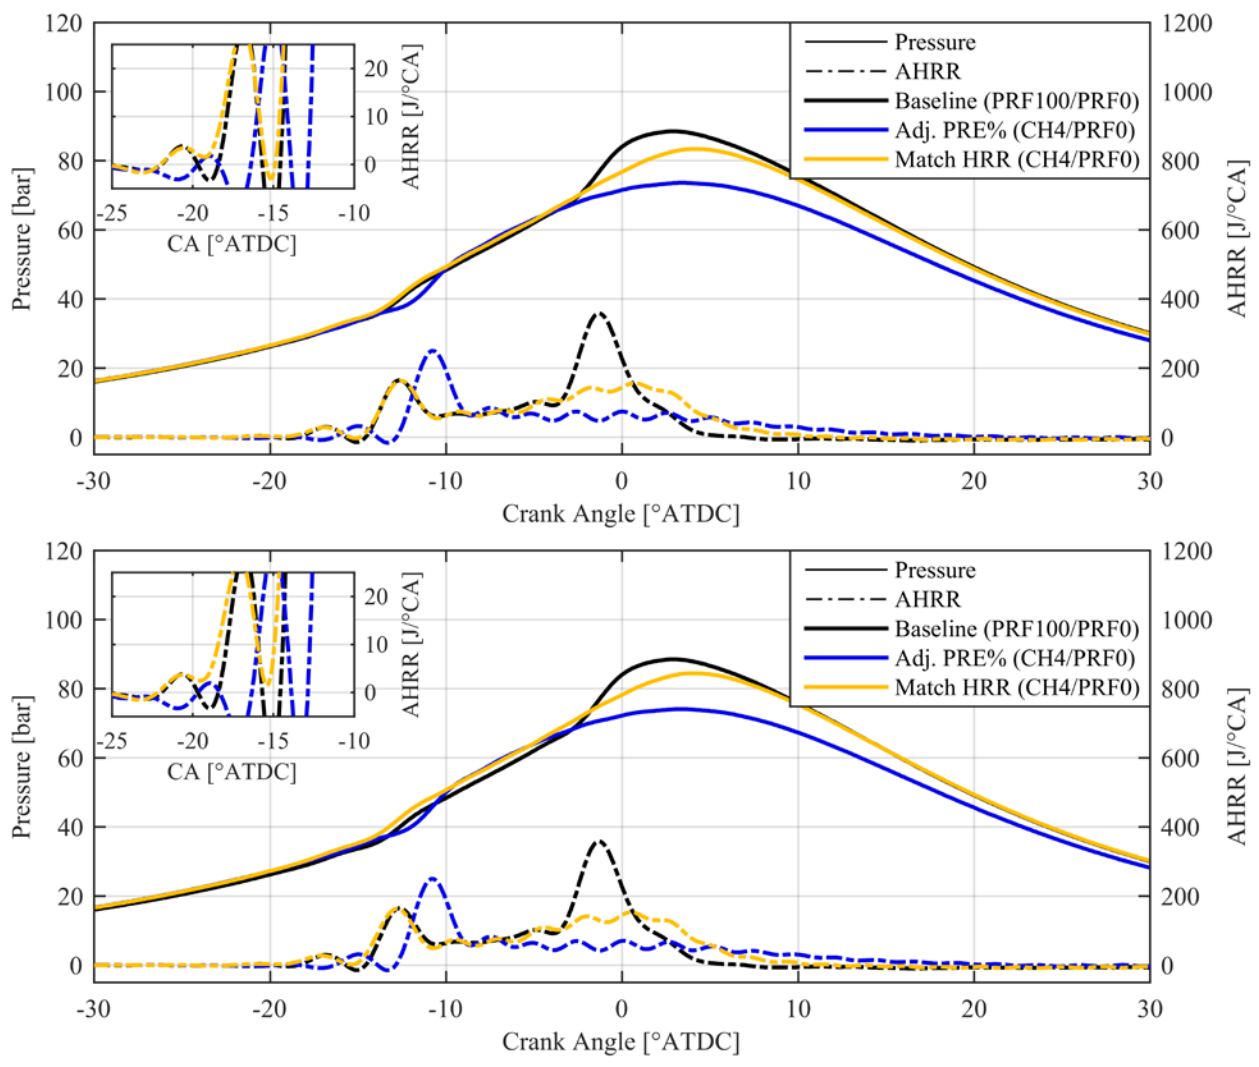 120
100
80
60
40
20
0
Pressure [bar]
1200
1000
800
600
400
200
0
AHRR [J/°CA]
20
10
0
AHRR [J/°CA]
-25 -20 -15 -10
CA [°ATDC]
Pressure
AHRR
Baseline (PRF100/PRF0)
Adj. PRE% (CH4/PRF0)
Match HRR (CH4/PRF0)
-30 -20 -10 0 10 20 30
Crank Angle [°ATDC]
120
100
80
60
40
20
0
Pressure [bar]
1200
1000
800
600
400
200
0
AHRR [J/°CA]
20
10
0
AHRR [J/°CA]
-25 -20 -15 -10
CA [°ATDC]
Pressure
AHRR
Baseline (PRF100/PRF0)
Adj. PRE% (CH4/PRF0)
Match HRR (CH4/PRF0)
-30 -20 -10 0 10 20 30
Crank Angle [°ATDC]